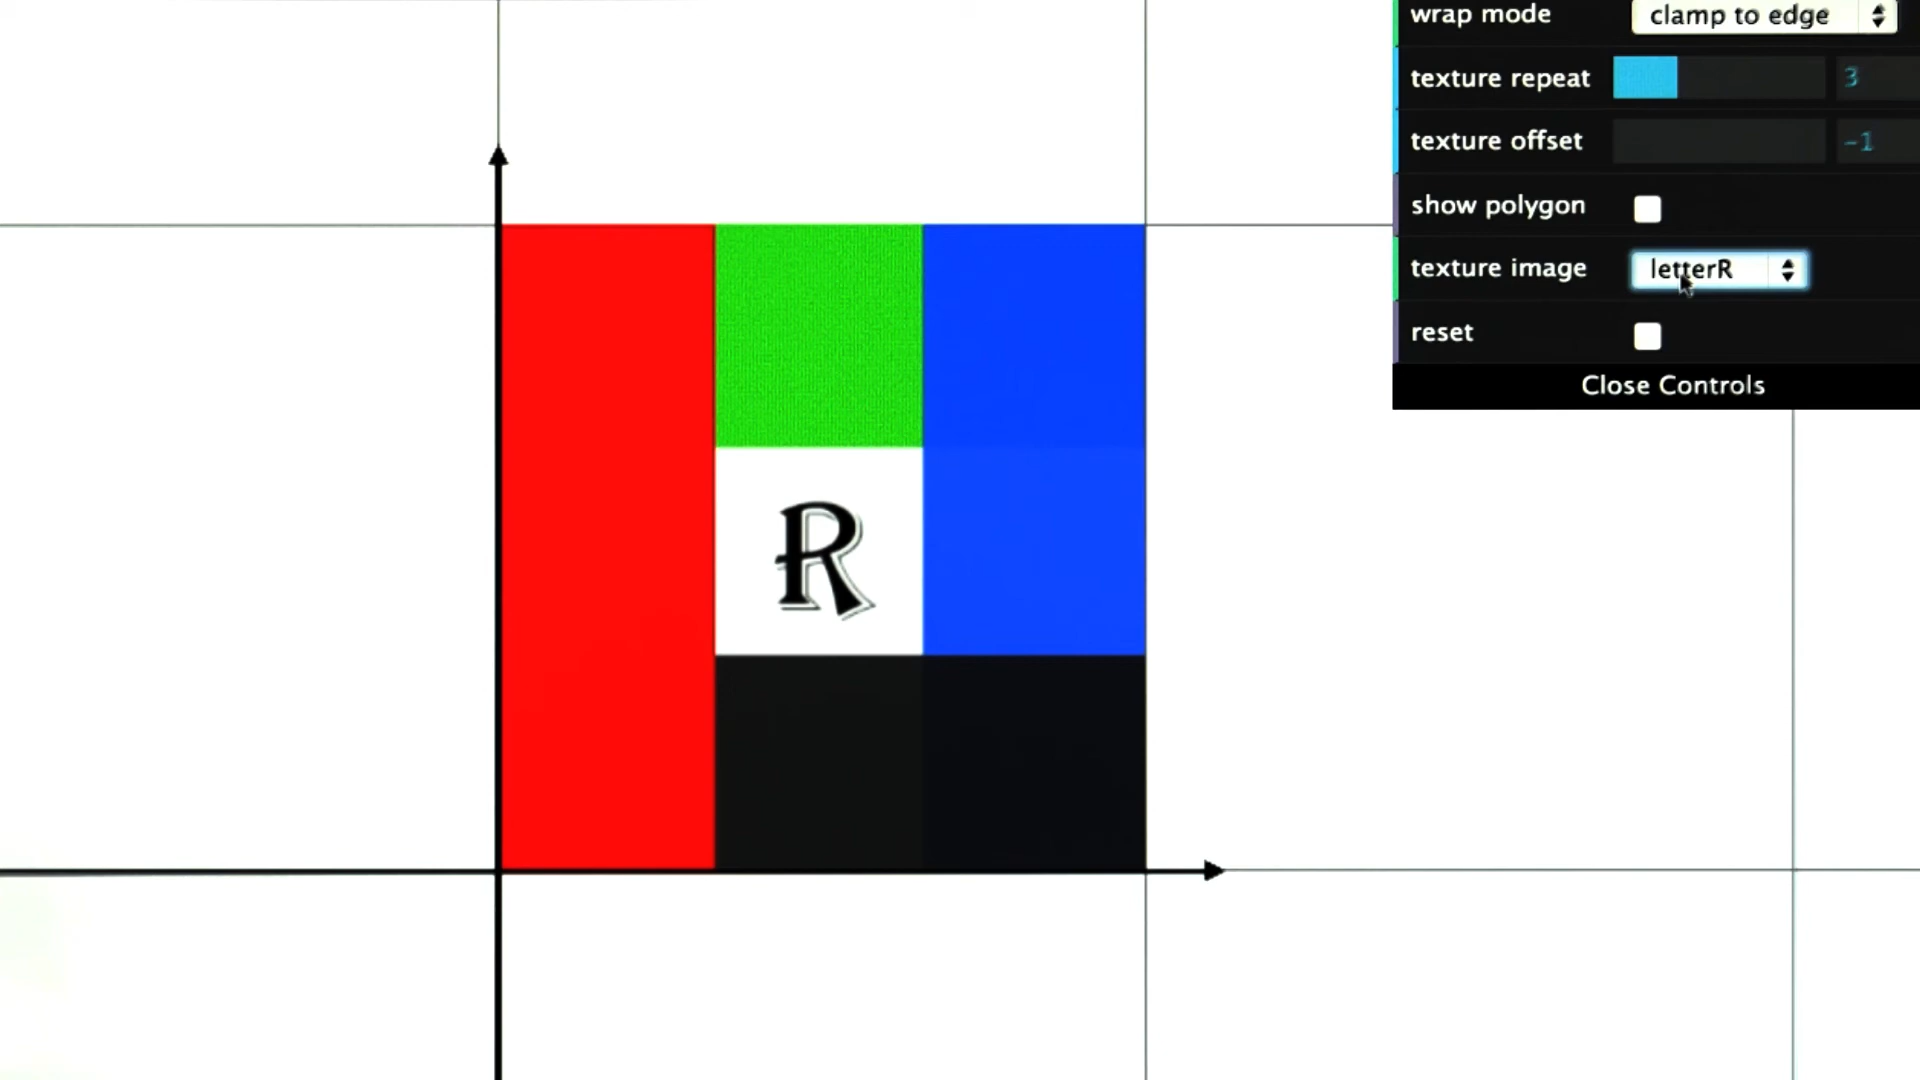 wrap mode clamp to edge
texture repeat 3
texture offset -1
show polygon
texture image letterR
reset
Close Controls
R